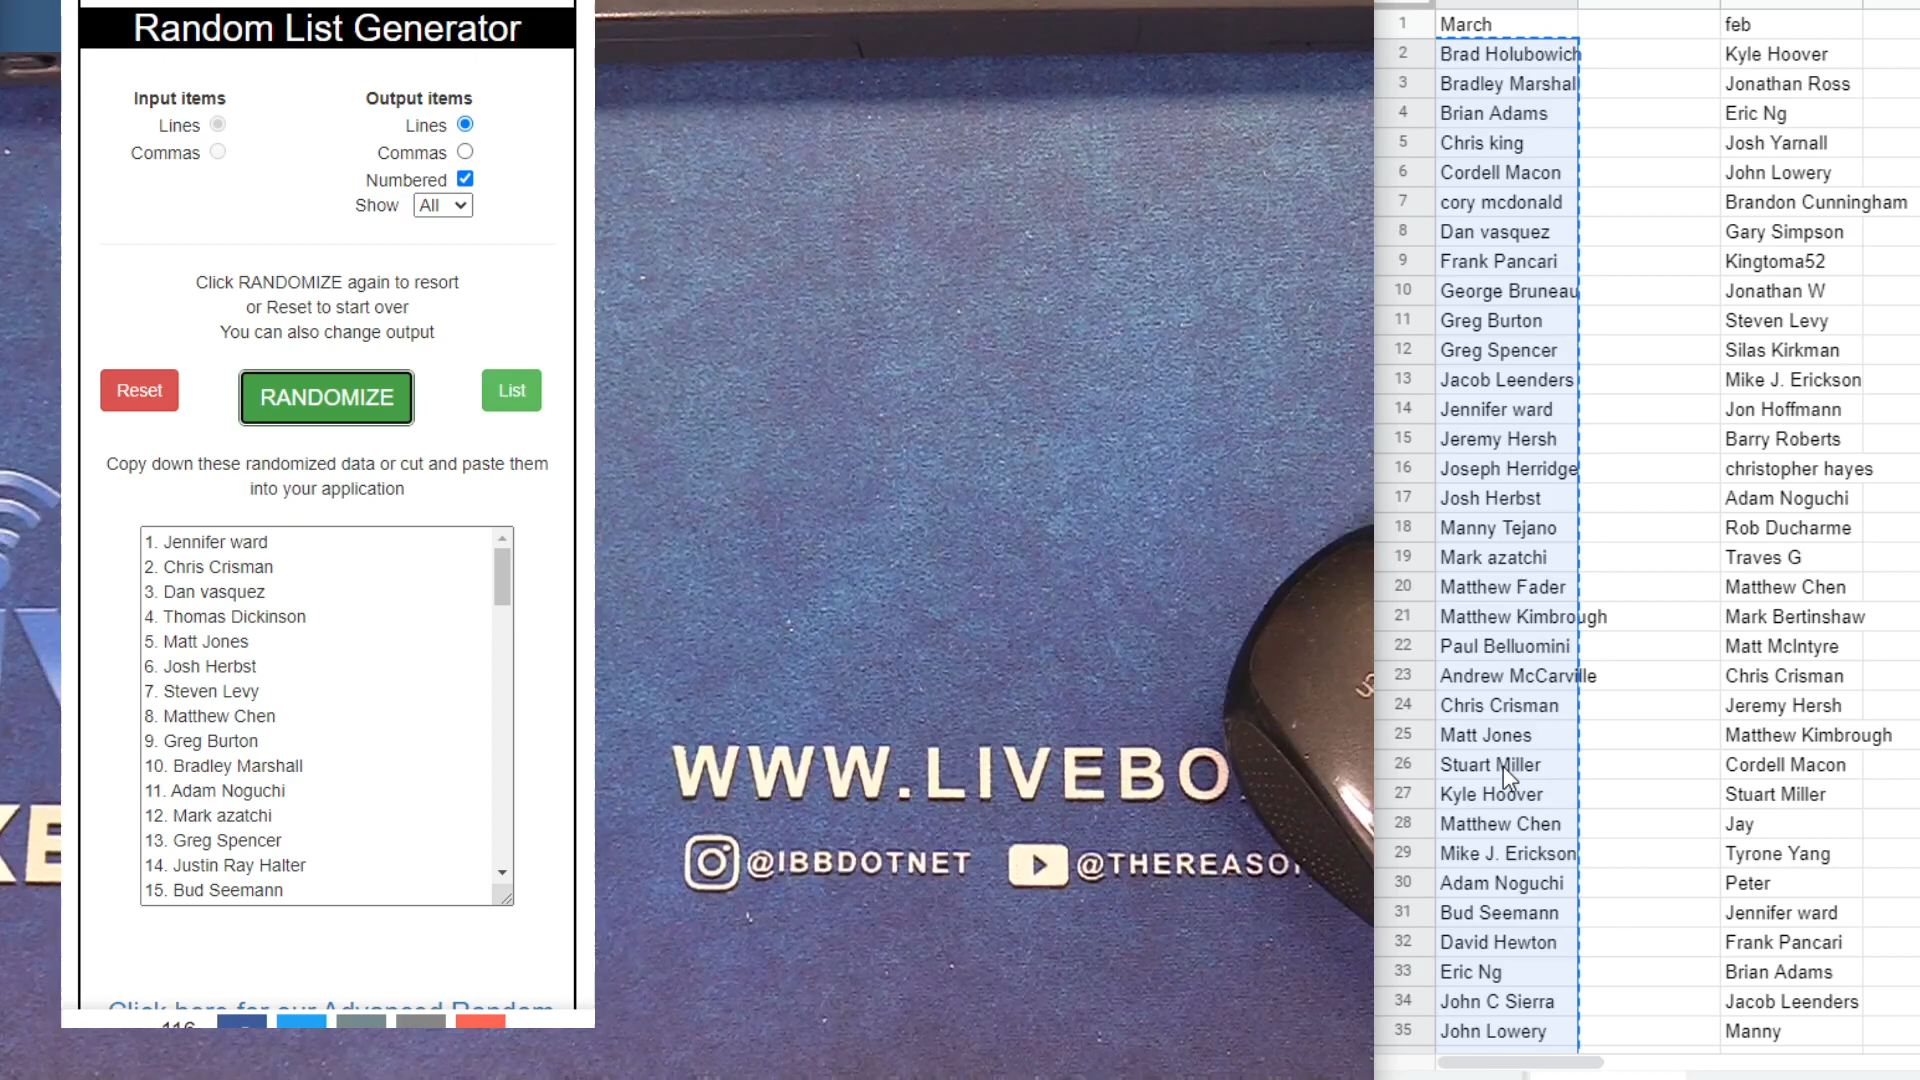 Random List Generator
Input items
Output items
Lines
Lines
Commas
Commas
Numbered
Show All
Click RANDOMIZE again to resort
or Reset to start over
You can also change output
Reset
RANDOMIZE
List
Copy down these randomized data or cut and paste them
into your application
1. Jennifer ward
2. Chris Crisman
3. Dan vasquez
4. Thomas Dickinson
5. Matt Jones
6. Josh Herbst
7. Steven Levy
8. Matthew Chen
9. Greg Burton
10. Bradley Marshall
11. Adam Noguchi
12. Mark azatchi
13. Greg Spencer
14. Justin Ray Halter
15. Bud Seemann
Click here for our Advanced Random
116
WWW.LIVEBO
@IBBDOTNET
@THEREASO
KE
1 March feb
2 Brad Holubowich Kyle Hoover
3 Bradley Marshall Jonathan Ross
4 Brian Adams Eric Ng
5 Chris king Josh Yarnall
6 Cordell Macon John Lowery
7 cory mcdonald Brandon Cunningham
8 Dan vasquez Gary Simpson
9 Frank Pancari Kingtoma52
10 George Bruneau Jonathan W
11 Greg Burton Steven Levy
12 Greg Spencer Silas Kirkman
13 Jacob Leenders Mike J. Erickson
14 Jennifer ward Jon Hoffmann
15 Jeremy Hersh Barry Roberts
16 Joseph Herridge christopher hayes
17 Josh Herbst Adam Noguchi
18 Manny Tejano Rob Ducharme
19 Mark azatchi Traves G
20 Matthew Fader Matthew Chen
21 Matthew Kimbrough Mark Bertinshaw
22 Paul Belluomini Matt McIntyre
23 Andrew McCarville Chris Crisman
24 Chris Crisman Jeremy Hersh
25 Matt Jones Matthew Kimbrough
26 Stuart Miller Cordell Macon
27 Kyle Hoover Stuart Miller
28 Matthew Chen Jay
29 Mike J. Erickson Tyrone Yang
30 Adam Noguchi Peter
31 Bud Seemann Jennifer ward
32 David Hewton Frank Pancari
33 Eric Ng Brian Adams
34 John C Sierra Jacob Leenders
35 John Lowery Manny